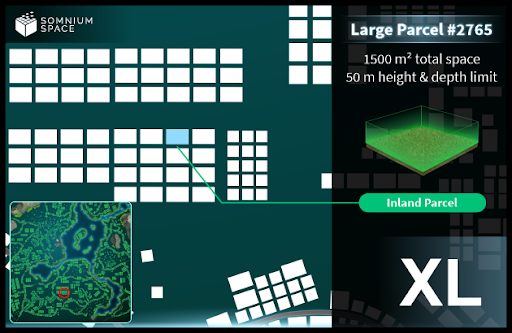 SOMNIUM
SPACE
Large Parcel #2765
1500 m² total space
50 m height & depth limit
Inland Parcel
XL